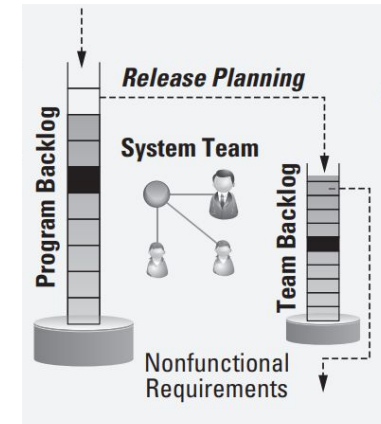 Release Planning
Program Backlog
System Team
Team Backlog
Nonfunctional
Requirements